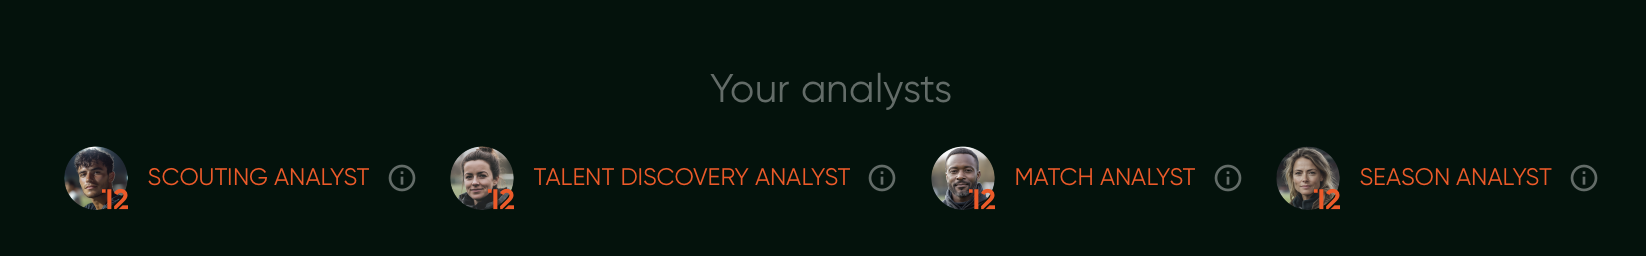 Your analysts
SCOUTING ANALYST
TALENT DISCOVERY ANALYST
MATCH ANALYST
SEASON ANALYST
'12
'12
'12
'12